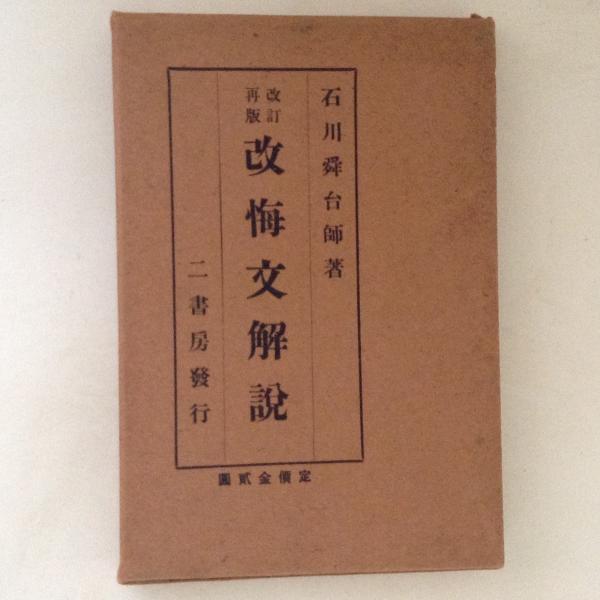 石川舜台師著
改訂
再版
改悔文解說
二書房發行
定價金貳圓